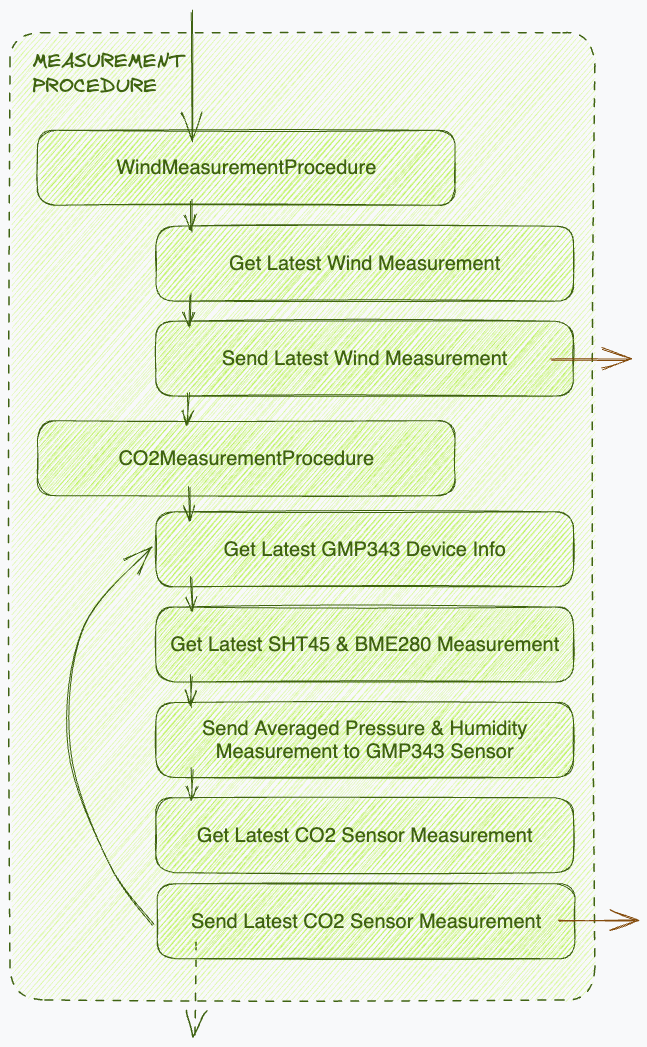 MEASUREMENT
PROCEDURE
WindMeasurementProcedure
Get Latest Wind Measurement
Send Latest Wind Measurement
CO2MeasurementProcedure
Get Latest GMP343 Device Info
Get Latest SHT45 & BME280 Measurement
Send Averaged Pressure & Humidity
Measurement to GMP343 Sensor
Get Latest CO2 Sensor Measurement
Send Latest CO2 Sensor Measurement